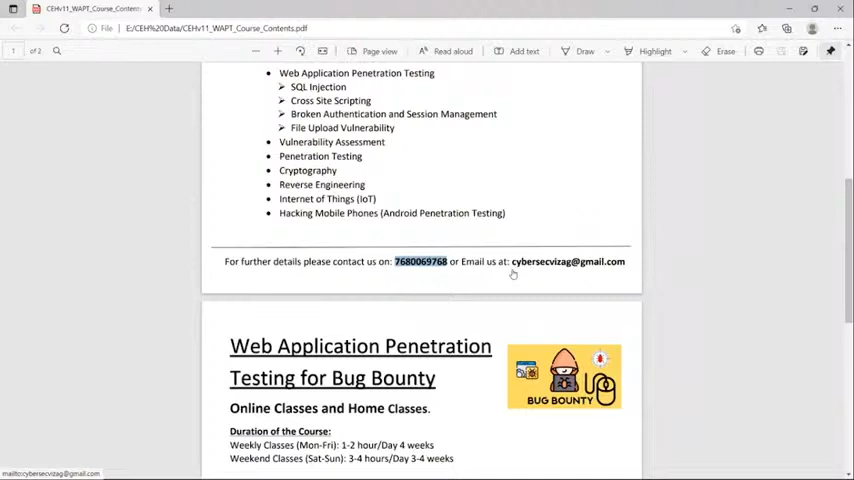 CEHv11_WAPT_Course_Contents.pdf
File
E:/CEH%20Data/CEHv11_WAPT_Course_Contents.pdf
1
of 2
Page view
Read aloud
Add text
Draw
Highlight
Erase
Web Application Penetration Testing
SQL Injection
Cross Site Scripting
Broken Authentication and Session Management
File Upload Vulnerability
Vulnerability Assessment
Penetration Testing
Cryptography
Reverse Engineering
Internet of Things (IoT)
Hacking Mobile Phones (Android Penetration Testing)
For further details please contact us on: 7680069768 or Email us at: cybersecvizag@gmail.com
Web Application Penetration
Testing for Bug Bounty
BUG BOUNTY
Online Classes and Home Classes.
Duration of the Course:
Weekly Classes (Mon-Fri): 1-2 hour/Day 4 weeks
Weekend Classes (Sat-Sun): 3-4 hours/Day 3-4 weeks
mailto:cybersecvizag@gmail.com